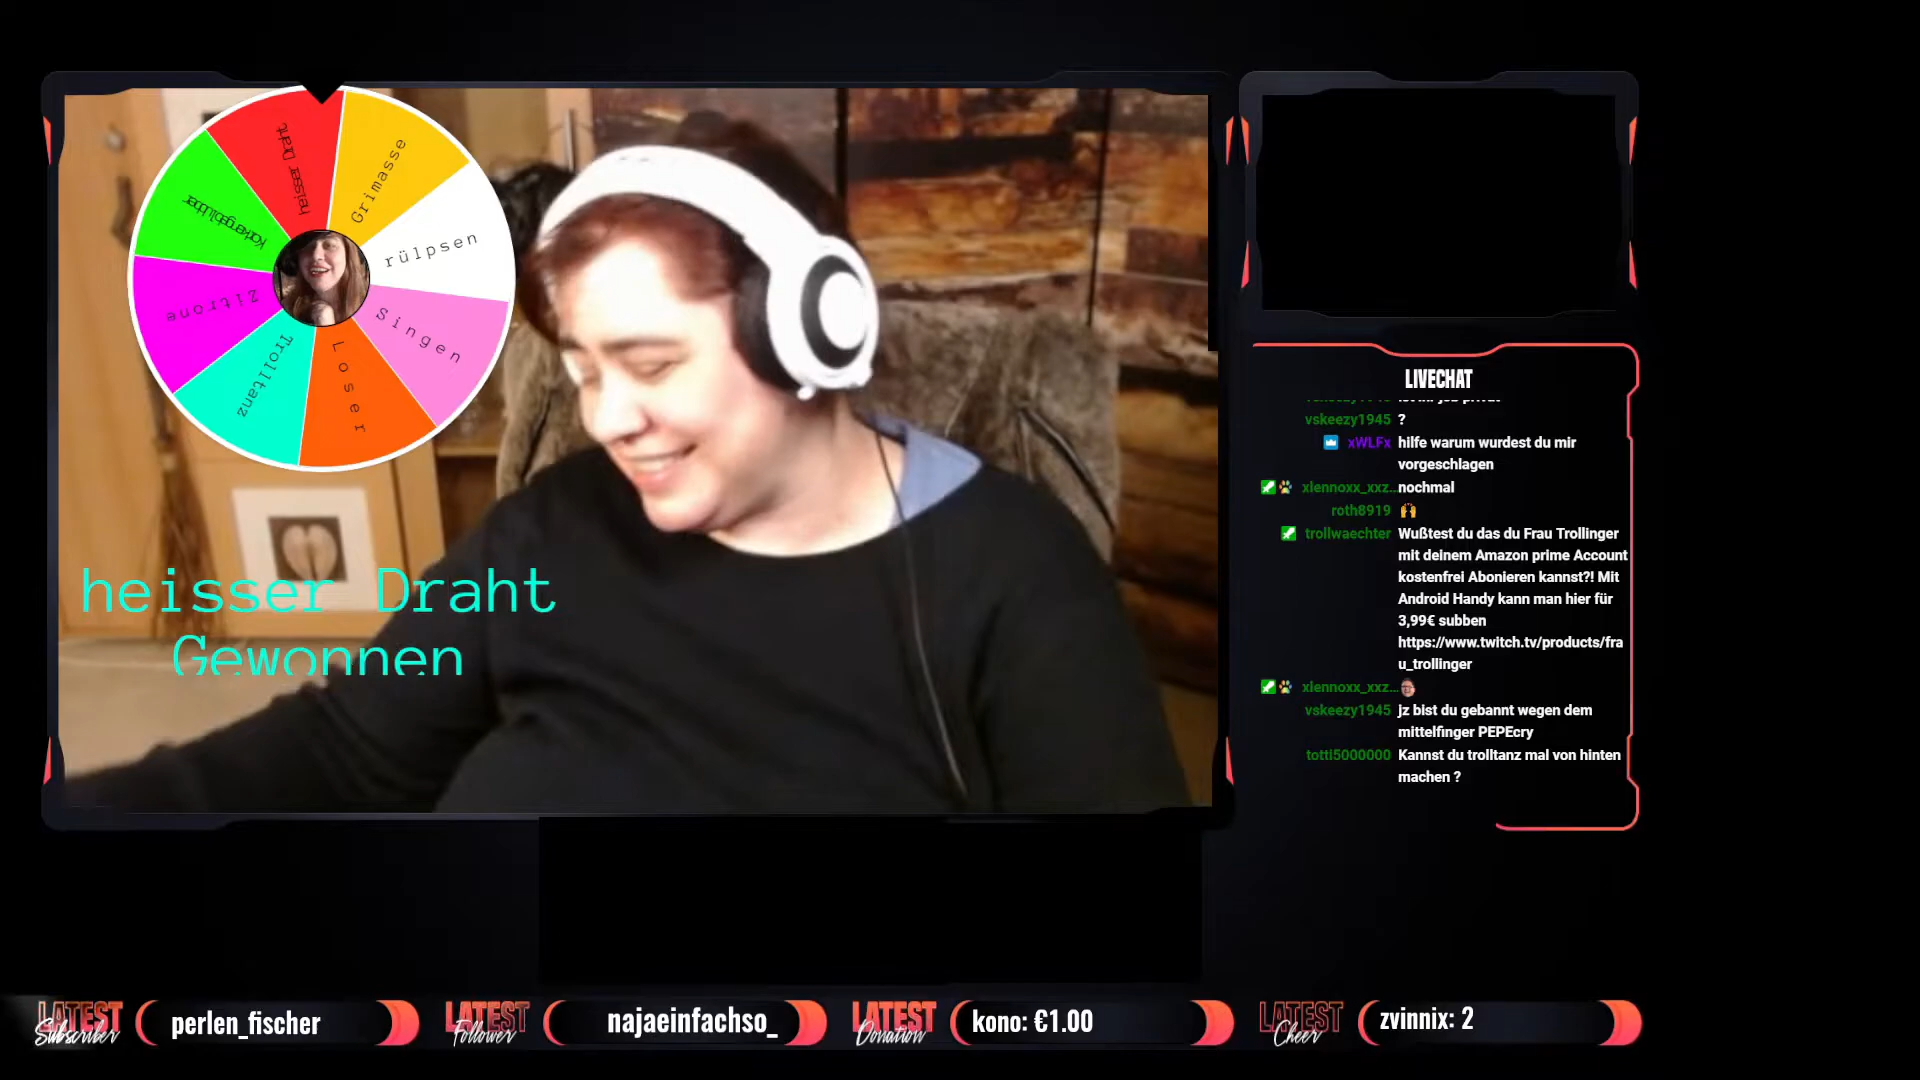 heisser Draht
Grimasse
rülpsen
Singen
Loser
Trolltanz
Zitrone
heisser Draht
Gewonnen
LIVECHAT
vskeezy1945 ?
xWLFx hilfe warum wurdest du mir
vorgeschlagen
xlennoxx_xxz... nochmal
roth8919
trollwaechter Wußtest du das du Frau Trollinger
mit deinem Amazon prime Account
kostenfrei Abonieren kannst?! Mit
Android Handy kann man hier für
3,99€ subben
https://www.twitch.tv/products/fra
u_trollinger
xlennoxx_xxz...
vskeezy1945 jz bist du gebannt wegen dem
mittelfinger PEPEcry
totti5000000 Kannst du trolltanz mal von hinten
machen ?
LATEST Subscriber perlen_fischer
LATEST Follower najaeinfachso_
LATEST Donation kono: €1.00
LATEST Cheer zvinnix: 2